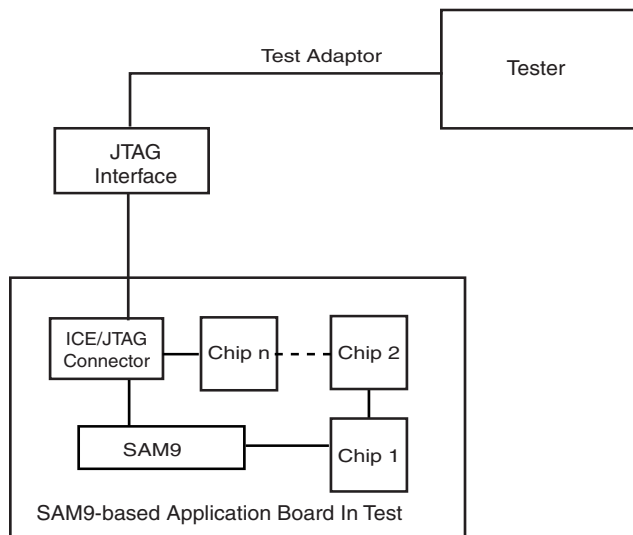 Test Adaptor
Tester
JTAG
Interface
ICE/JTAG
Connector
Chip n
Chip 2
SAM9
Chip 1
SAM9-based Application Board In Test